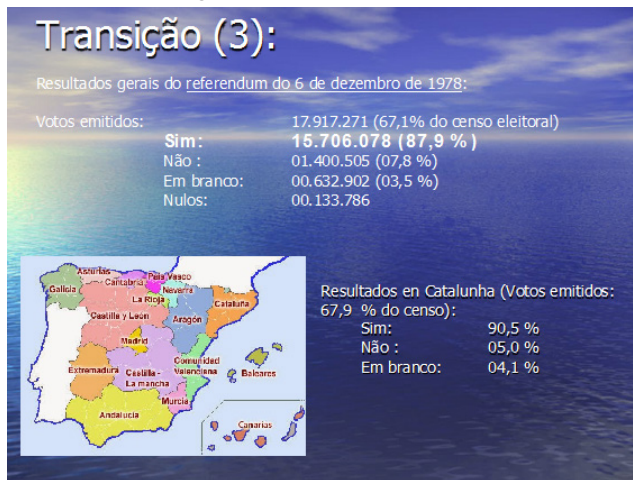 Transição (3):
Resultados gerais do referendum do 6 de dezembro de 1978:
Votos emitidos: 17.917.271 (67,1% do censo eleitoral)
Sim: 15.706.078 (87,9 %)
Não : 01.400.505 (07,8 %)
Em branco: 00.632.902 (03,5 %)
Nulos: 00.133.786
Asturias
Cantabria
País Vasco
Galicia
Navarra
La Rioja
Cataluña
Castilla y León
Aragón
Madrid
Extremadura
Castilla -
La mancha
Comunidad
Valenciana
Baleares
Murcia
Andalucía
Canarias
Resultados en Catalunha (Votos emitidos:
67,9 % do censo):
Sim: 90,5 %
Não : 05,0 %
Em branco: 04,1 %